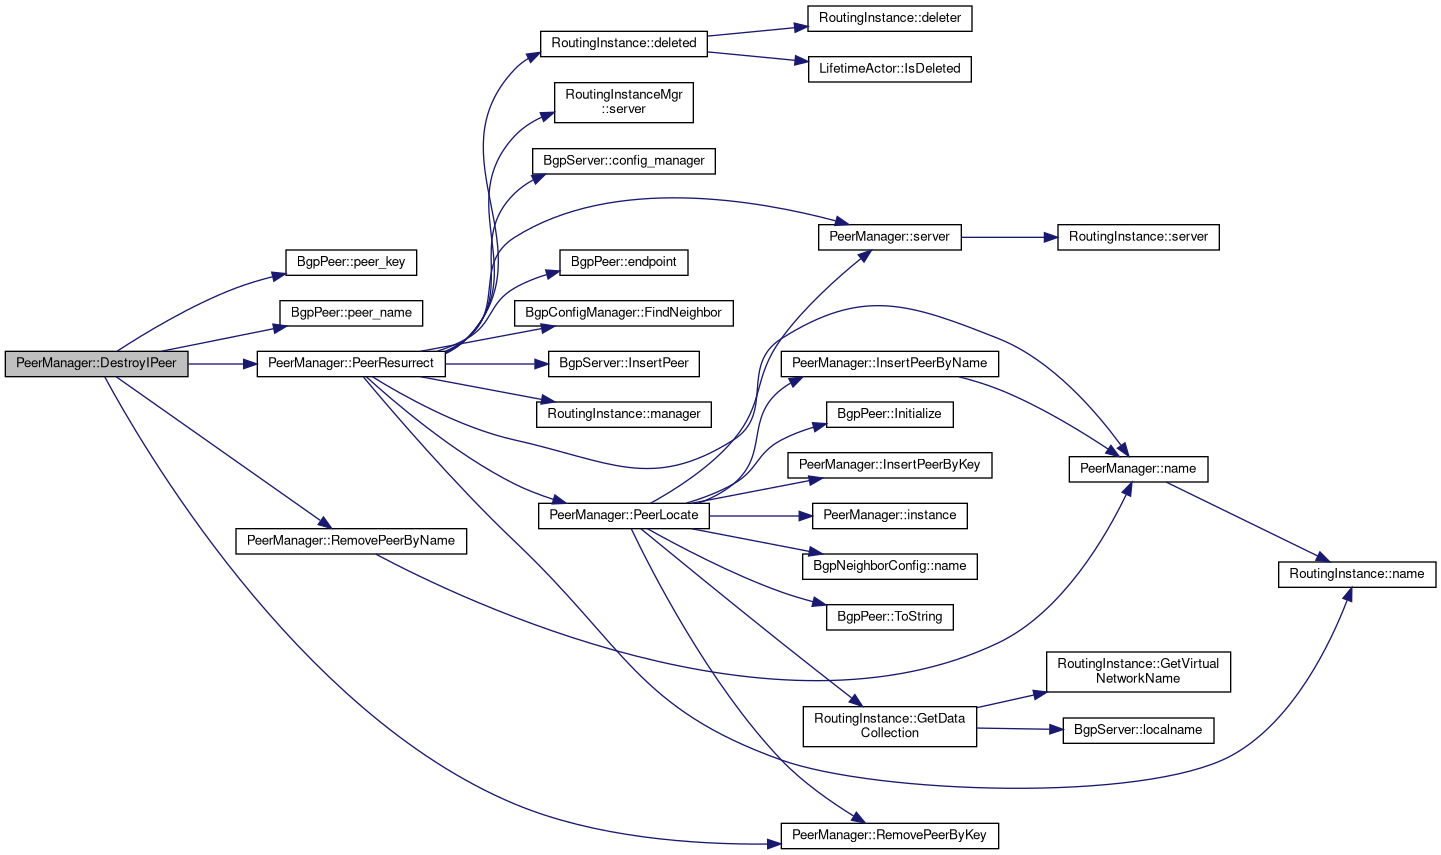 RoutingInstance::deleter
RoutingInstance::deleted
LifetimeActor::IsDeleted
RoutingInstanceMgr
::server
BgpServer::config_manager
PeerManager::server
RoutingInstance::server
BgpPeer::peer_key
BgpPeer::endpoint
BgpPeer::peer_name
BgpConfigManager::FindNeighbor
PeerManager::DestroyIPeer
PeerManager::PeerResurrect
BgpServer::InsertPeer
PeerManager::InsertPeerByName
RoutingInstance::manager
BgpPeer::Initialize
PeerManager::InsertPeerByKey
PeerManager::name
PeerManager::PeerLocate
PeerManager::instance
PeerManager::RemovePeerByName
BgpNeighborConfig::name
RoutingInstance::name
BgpPeer::ToString
RoutingInstance::GetVirtual
NetworkName
RoutingInstance::GetData
Collection
BgpServer::localname
PeerManager::RemovePeerByKey